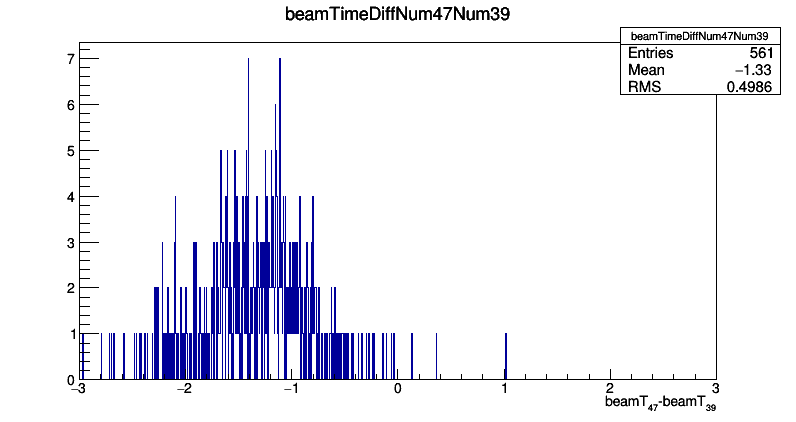 beamTimeDiffNum47Num39
beamTimeDiffNum47Num39
Entries 561
Mean −1.33
RMS 0.4986
7
6
5
4
3
2
1
0
−3 −2 −1 0 1 2 3
beamT47-beamT39